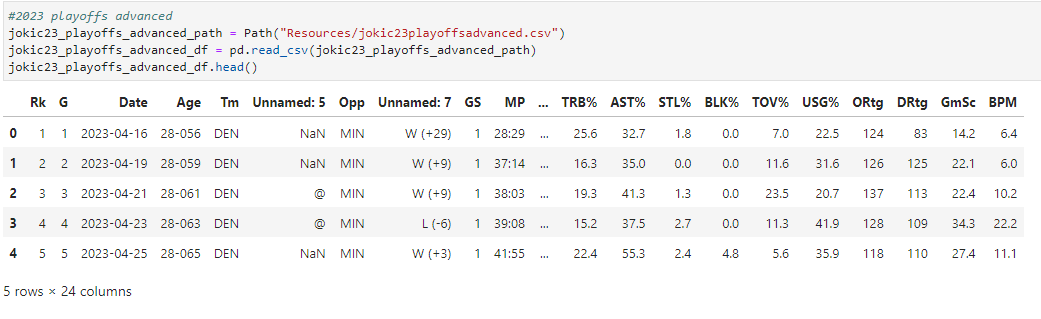 #2023 playoffs advanced
jokic23_playoffs_advanced_path = Path("Resources/jokic23playoffsadvanced.csv")
jokic23_playoffs_advanced_df = pd.read_csv(jokic23_playoffs_advanced_path)
jokic23_playoffs_advanced_df.head()
Rk G Date Age Tm Unnamed: 5 Opp Unnamed: 7 GS MP ... TRB% AST% STL% BLK% TOV% USG% ORtg DRtg GmSc BPM
0 1 1 2023-04-16 28-056 DEN NaN MIN W (+29) 1 28:29 ... 25.6 32.7 1.8 0.0 7.0 22.5 124 83 14.2 6.4
1 2 2 2023-04-19 28-059 DEN NaN MIN W (+9) 1 37:14 ... 16.3 35.0 0.0 0.0 11.6 31.6 126 125 22.1 6.0
2 3 3 2023-04-21 28-061 DEN @ MIN W (+9) 1 38:03 ... 19.3 41.3 1.3 0.0 23.5 20.7 137 113 22.4 10.2
3 4 4 2023-04-23 28-063 DEN @ MIN L (-6) 1 39:08 ... 15.2 37.5 2.7 0.0 11.3 41.9 128 109 34.3 22.2
4 5 5 2023-04-25 28-065 DEN NaN MIN W (+3) 1 41:55 ... 22.4 55.3 2.4 4.8 5.6 35.9 118 110 27.4 11.1
5 rows × 24 columns